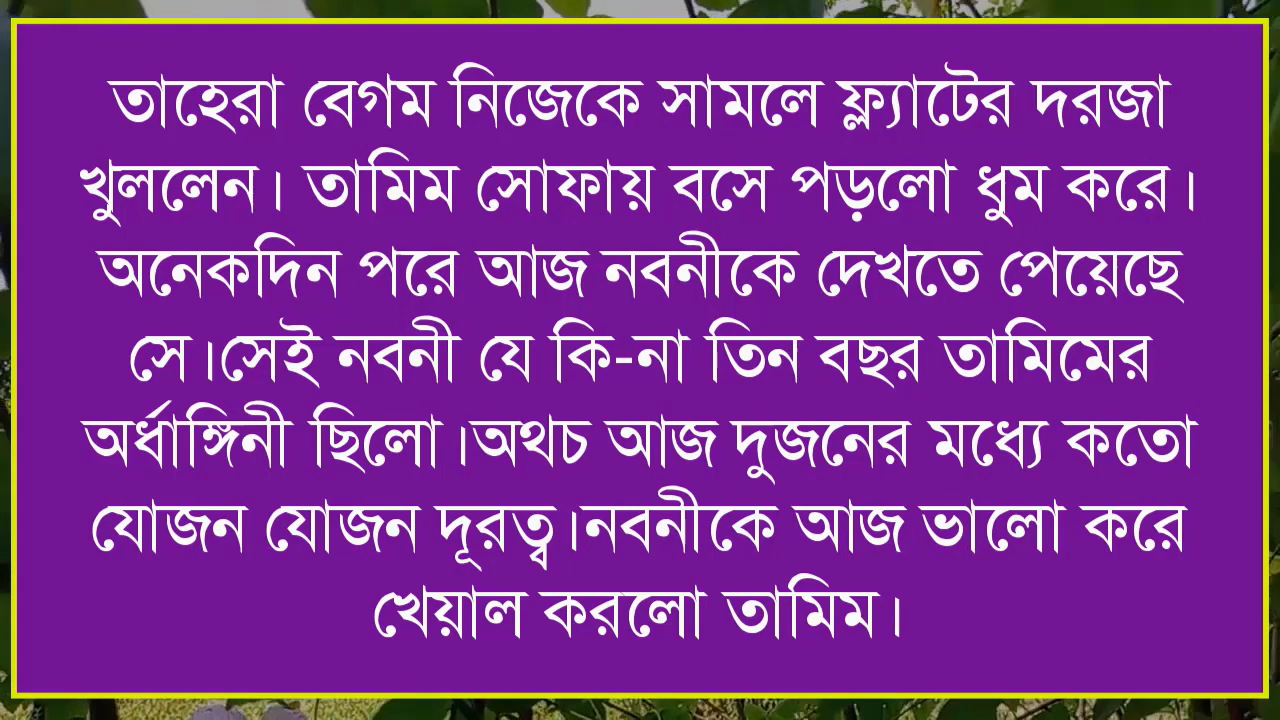 তাহেরা বেগম নিজেকে সামলে ফ্ল্যাটের দরজা
খুললেন। তামিম সোফায় বসে পড়লো ধুম করে।
অনেকদিন পরে আজ নবনীকে দেখতে পেয়েছে
সে।সেই নবনী যে কি-না তিন বছর তামিমের
অর্ধাঙ্গিনী ছিলো।অথচ আজ দুজনের মধ্যে কতো
যোজন যোজন দূরত্ব।নবনীকে আজ ভালো করে
খেয়াল করলো তামিম।